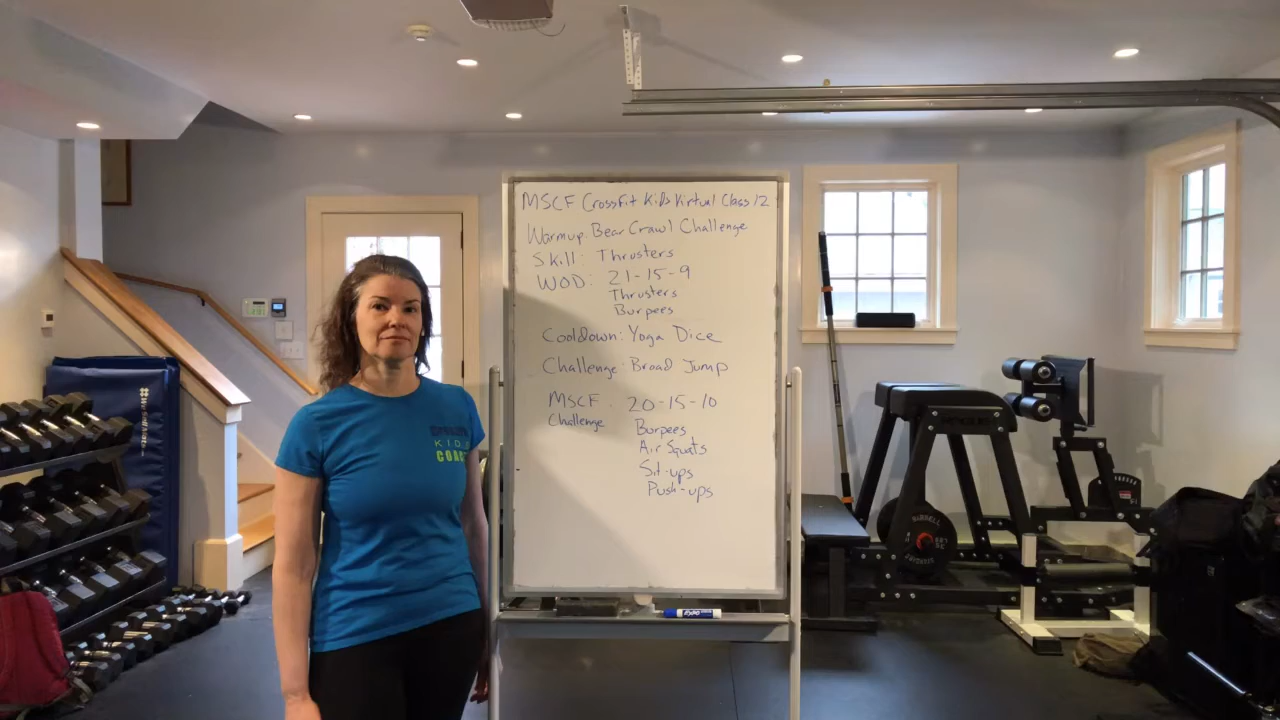 MSCF CrossFit Kids Virtual Class 12
Warmup Bear Crawl Challenge
Skill: Thrusters
WOD: 21-15-9
Thrusters
Burpees
Cooldown: Yoga Dice
Challenge: Broad Jump
MSCF 20-15-10
Challenge Burpees
Air Squats
Sit-ups
Push-ups
KIDS
BARBELL
EXPO